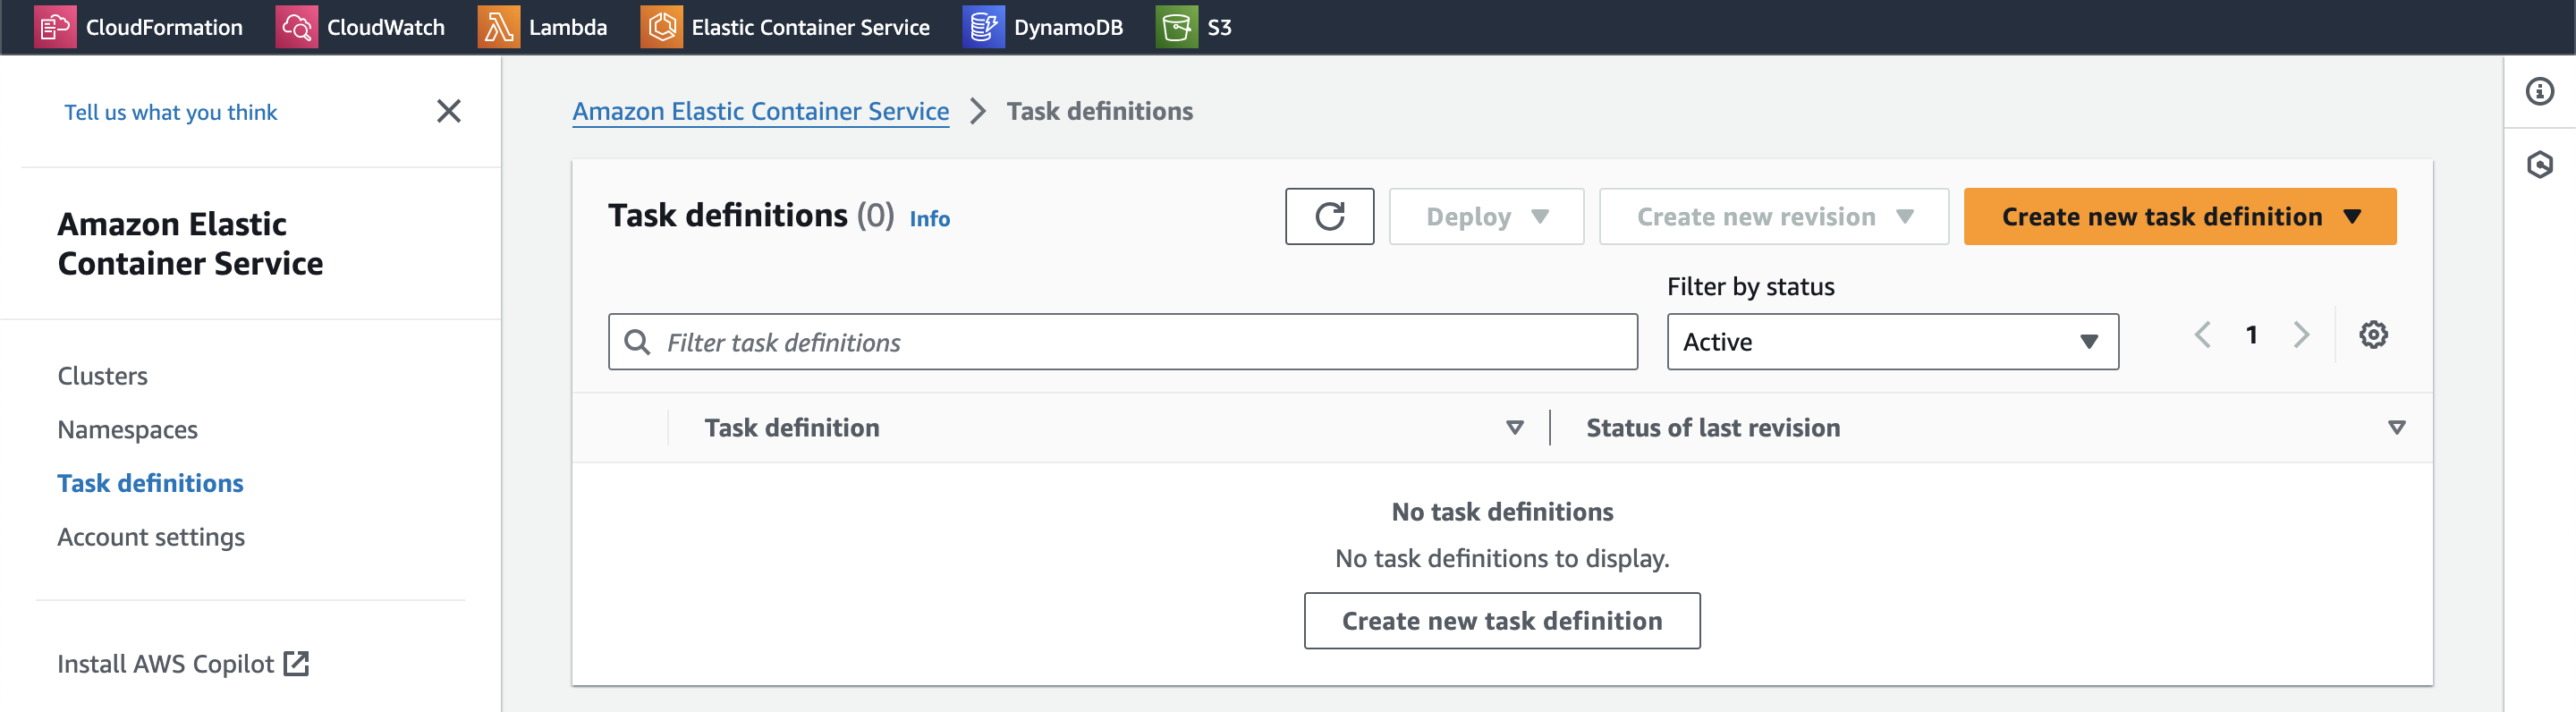 CloudFormation CloudWatch Lambda Elastic Container Service DynamoDB S3
Tell us what you think
Amazon Elastic
Container Service
Clusters
Namespaces
Task definitions
Account settings
Install AWS Copilot
Amazon Elastic Container Service > Task definitions
Task definitions (0) Info
Deploy
Create new revision
Create new task definition
Filter by status
Filter task definitions
Active
1
Task definition
Status of last revision
No task definitions
No task definitions to display.
Create new task definition